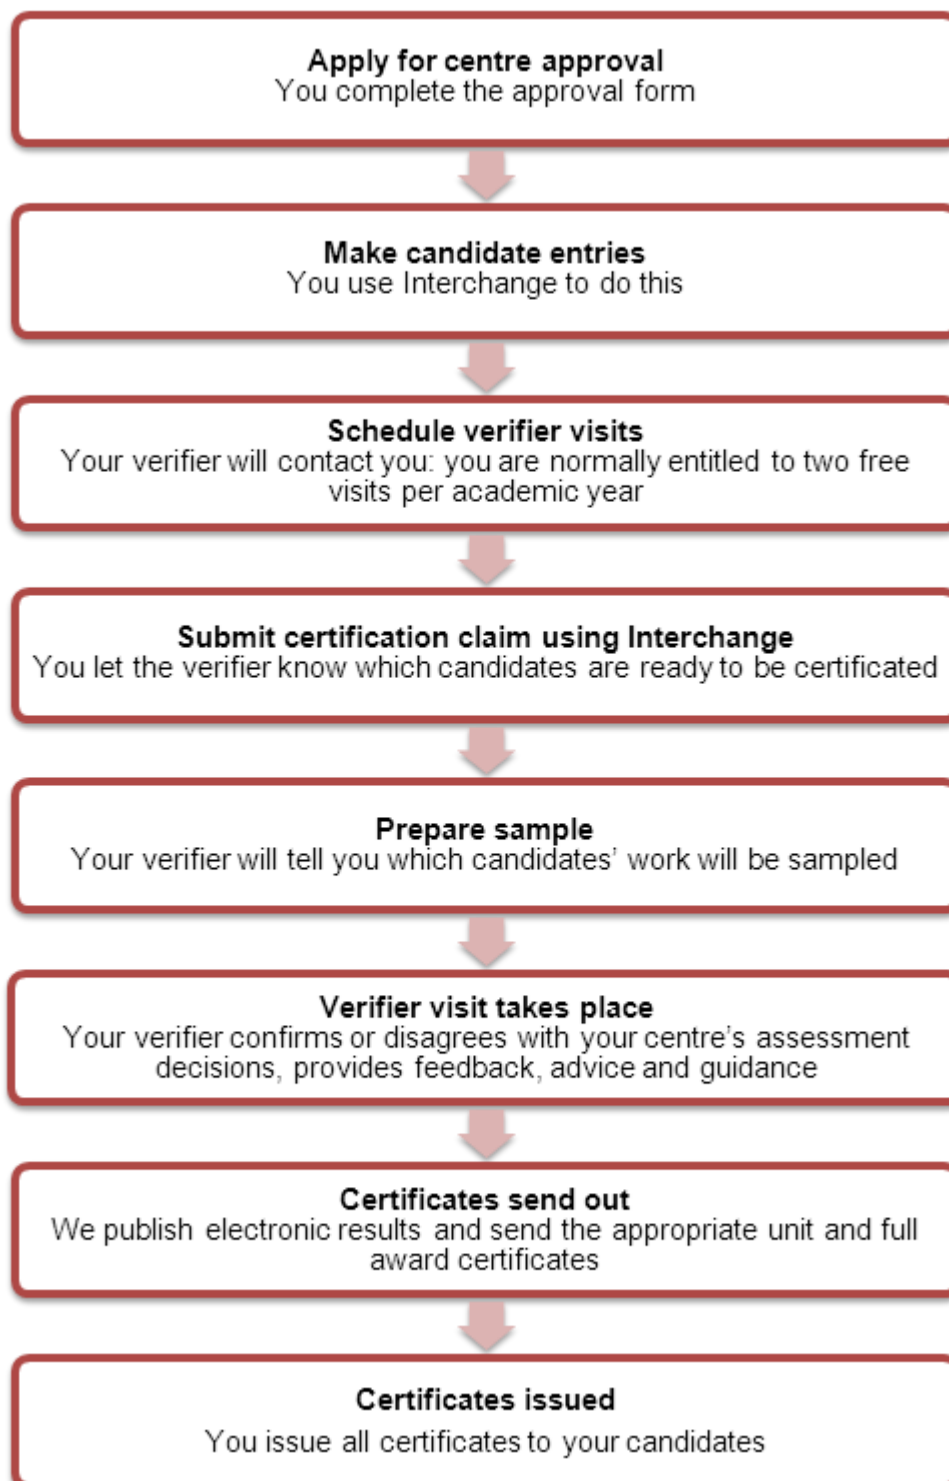 Apply for centre approval
You complete the approval form
Make candidate entries
You use Interchange to do this
Schedule verifier visits
Your verifier will contact you: you are normally entitled to two free
visits per academic year
Submit certification claim using Interchange
You let the verifier know which candidates are ready to be certificated
Prepare sample
Your verifier will tell you which candidates’ work will be sampled
Verifier visit takes place
Your verifier confirms or disagrees with your centre’s assessment
decisions, provides feedback, advice and guidance
Certificates send out
We publish electronic results and send the appropriate unit and full
award certificates
Certificates issued
You issue all certificates to your candidates